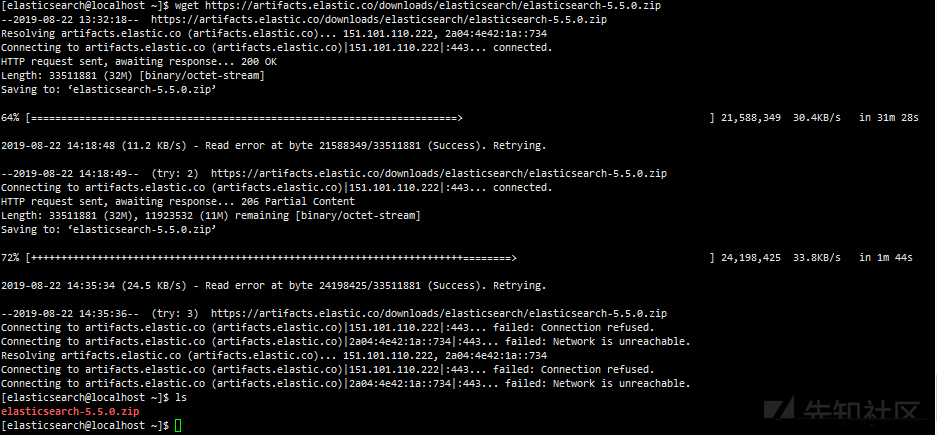 [elasticsearch@localhost ~]$ wget https://artifacts.elastic.co/downloads/elasticsearch/elasticsearch-5.5.0.zip
--2019-08-22 13:32:18--  https://artifacts.elastic.co/downloads/elasticsearch/elasticsearch-5.5.0.zip
Resolving artifacts.elastic.co (artifacts.elastic.co)... 151.101.110.222, 2a04:4e42:1a::734
Connecting to artifacts.elastic.co (artifacts.elastic.co)|151.101.110.222|:443... connected.
HTTP request sent, awaiting response... 200 OK
Length: 33511881 (32M) [binary/octet-stream]
Saving to: ‘elasticsearch-5.5.0.zip’
64% [=======================================================================>                                          ] 21,588,349  30.4KB/s   in 31m 28s
2019-08-22 14:18:48 (11.2 KB/s) - Read error at byte 21588349/33511881 (Success). Retrying.
--2019-08-22 14:18:49--  (try: 2)  https://artifacts.elastic.co/downloads/elasticsearch/elasticsearch-5.5.0.zip
Connecting to artifacts.elastic.co (artifacts.elastic.co)|151.101.110.222|:443... connected.
HTTP request sent, awaiting response... 206 Partial Content
Length: 33511881 (32M), 11923532 (11M) remaining [binary/octet-stream]
Saving to: ‘elasticsearch-5.5.0.zip’
72% [++++++++++++++++++++++++++++++++++++++++++++++++++++++++++++++++++++++++========>                                 ] 24,198,425  33.8KB/s   in 1m 44s
2019-08-22 14:35:34 (24.5 KB/s) - Read error at byte 24198425/33511881 (Success). Retrying.
--2019-08-22 14:35:36--  (try: 3)  https://artifacts.elastic.co/downloads/elasticsearch/elasticsearch-5.5.0.zip
Connecting to artifacts.elastic.co (artifacts.elastic.co)|151.101.110.222|:443... failed: Connection refused.
Connecting to artifacts.elastic.co (artifacts.elastic.co)|2a04:4e42:1a::734|:443... failed: Network is unreachable.
Resolving artifacts.elastic.co (artifacts.elastic.co)... 151.101.110.222, 2a04:4e42:1a::734
Connecting to artifacts.elastic.co (artifacts.elastic.co)|151.101.110.222|:443... failed: Connection refused.
Connecting to artifacts.elastic.co (artifacts.elastic.co)|2a04:4e42:1a::734|:443... failed: Network is unreachable.
[elasticsearch@localhost ~]$ ls
elasticsearch-5.5.0.zip
[elasticsearch@localhost ~]$
先知社区